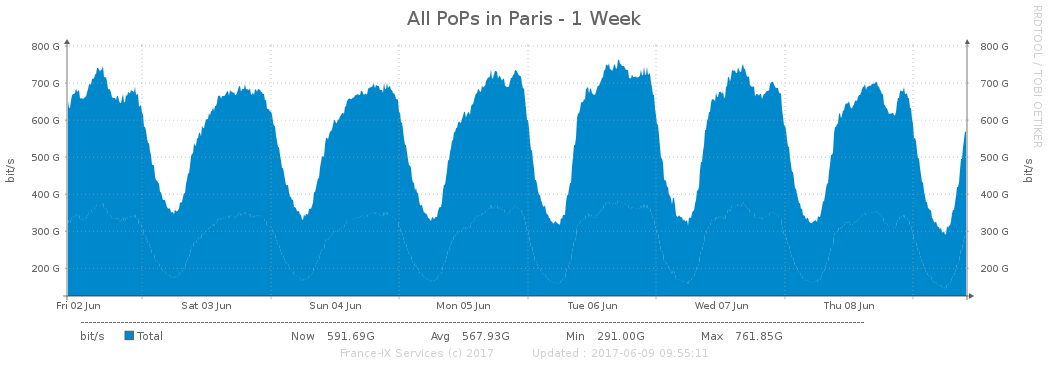 All PoPs in Paris - 1 Week
RRDTOOL / TOBI OETIKER
bit/s
800 G
700 G
600 G
500 G
400 G
300 G
200 G
800 G
700 G
600 G
500 G
400 G
300 G
200 G
bit/s
Fri 02 Jun Sat 03 Jun Sun 04 Jun Mon 05 Jun Tue 06 Jun Wed 07 Jun Thu 08 Jun
bit/s Total Now 591.69G Avg 567.93G Min 291.00G Max 761.85G
France-IX Services (c) 2017 Updated : 2017-06-09 09:55:11